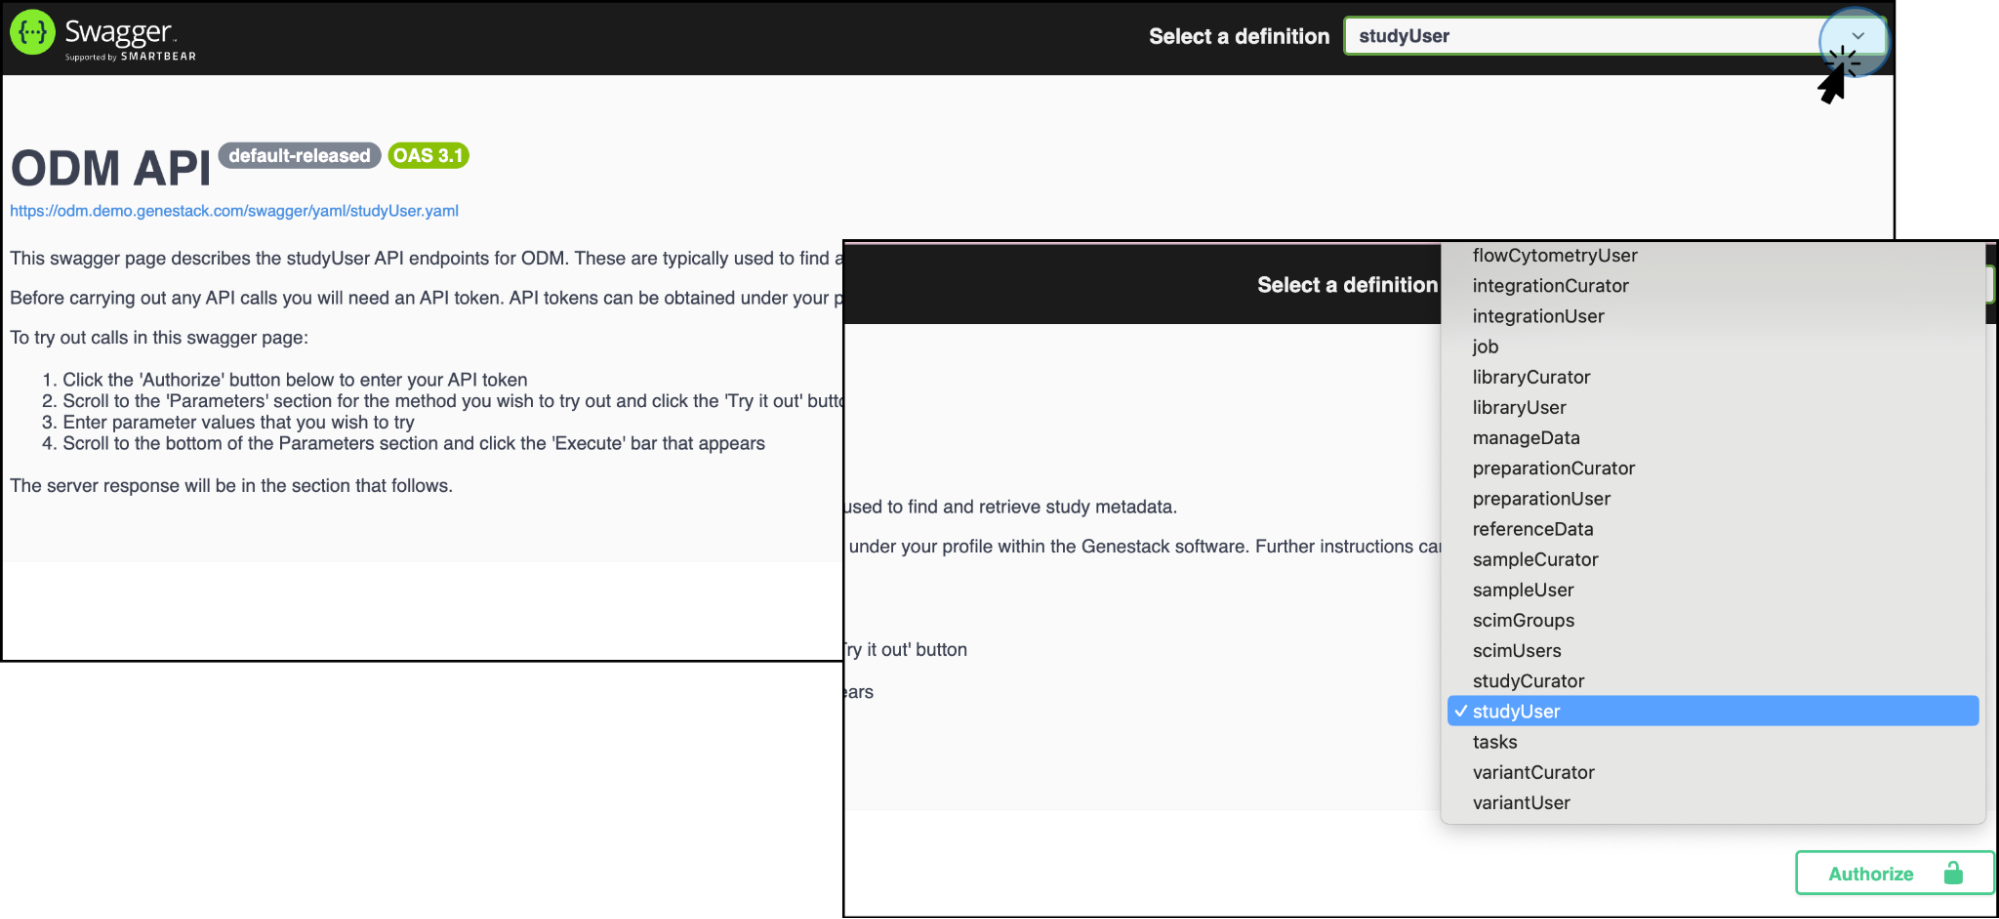 Swagger
Supported by SMARTBEAR
Select a definition
studyUser
ODM API default-released OAS 3.1
https://odm.demo.genestack.com/swagger/yaml/studyUser.yaml
This swagger page describes the studyUser API endpoints for ODM. These are typically used to find a
Before carrying out any API calls you will need an API token. API tokens can be obtained under your p
To try out calls in this swagger page:
1. Click the 'Authorize' button below to enter your API token
2. Scroll to the 'Parameters' section for the method you wish to try out and click the 'Try it out' butto
3. Enter parameter values that you wish to try
4. Scroll to the bottom of the Parameters section and click the 'Execute' bar that appears
The server response will be in the section that follows.
Select a definition
used to find and retrieve study metadata.
under your profile within the Genestack software. Further instructions can
Try it out' button
ears
flowCytometryUser
integrationCurator
integrationUser
job
libraryCurator
libraryUser
manageData
preparationCurator
preparationUser
referenceData
sampleCurator
sampleUser
scimGroups
scimUsers
studyCurator
✓ studyUser
tasks
variantCurator
variantUser
Authorize